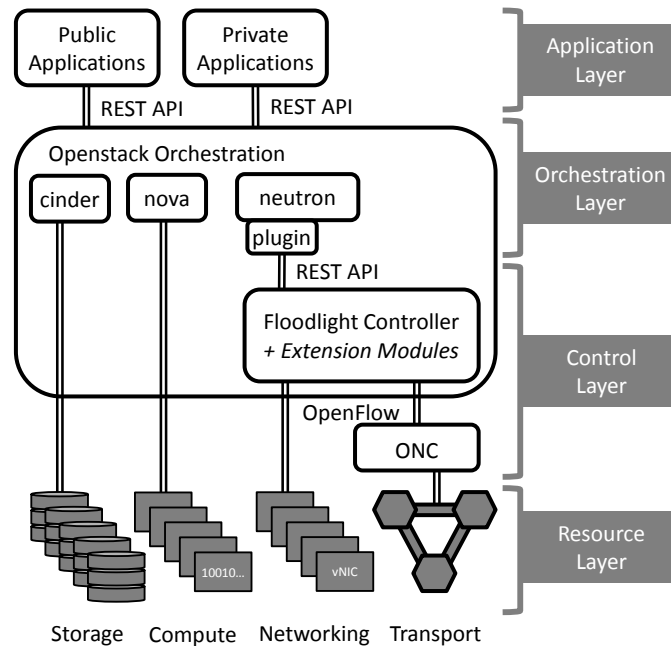 Public
Applications
Private
Applications
Application
Layer
REST API
REST API
Openstack Orchestration
Orchestration
Layer
cinder
nova
neutron
plugin
REST API
Floodlight Controller
+ Extension Modules
Control
Layer
OpenFlow
ONC
Resource
Layer
10010...
vNIC
Storage
Compute
Networking
Transport